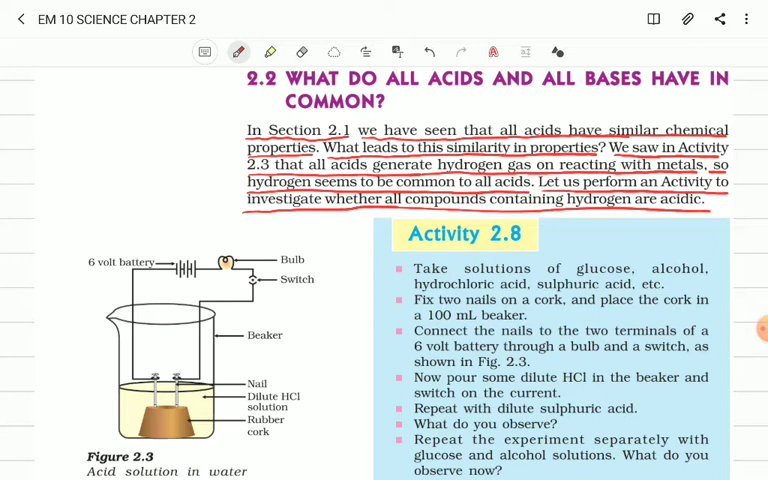 EM 10 SCIENCE CHAPTER 2
2.2 WHAT DO ALL ACIDS AND ALL BASES HAVE IN
COMMON?
In Section 2.1 we have seen that all acids have similar chemical
properties. What leads to this similarity in properties? We saw in Activity
2.3 that all acids generate hydrogen gas on reacting with metals, so
hydrogen seems to be common to all acids. Let us perform an Activity to
investigate whether all compounds containing hydrogen are acidic.
Activity 2.8
Take solutions of glucose, alcohol,
hydrochloric acid, sulphuric acid, etc.
Fix two nails on a cork, and place the cork in
a 100 mL beaker.
Connect the nails to the two terminals of a
6 volt battery through a bulb and a switch, as
shown in Fig. 2.3.
Now pour some dilute HCl in the beaker and
switch on the current.
Repeat with dilute sulphuric acid.
What do you observe?
Repeat the experiment separately with
glucose and alcohol solutions. What do you
observe now?
6 volt battery
Bulb
Switch
Beaker
Nail
Dilute HCl
solution
Rubber
cork
Figure 2.3
Acid solution in water